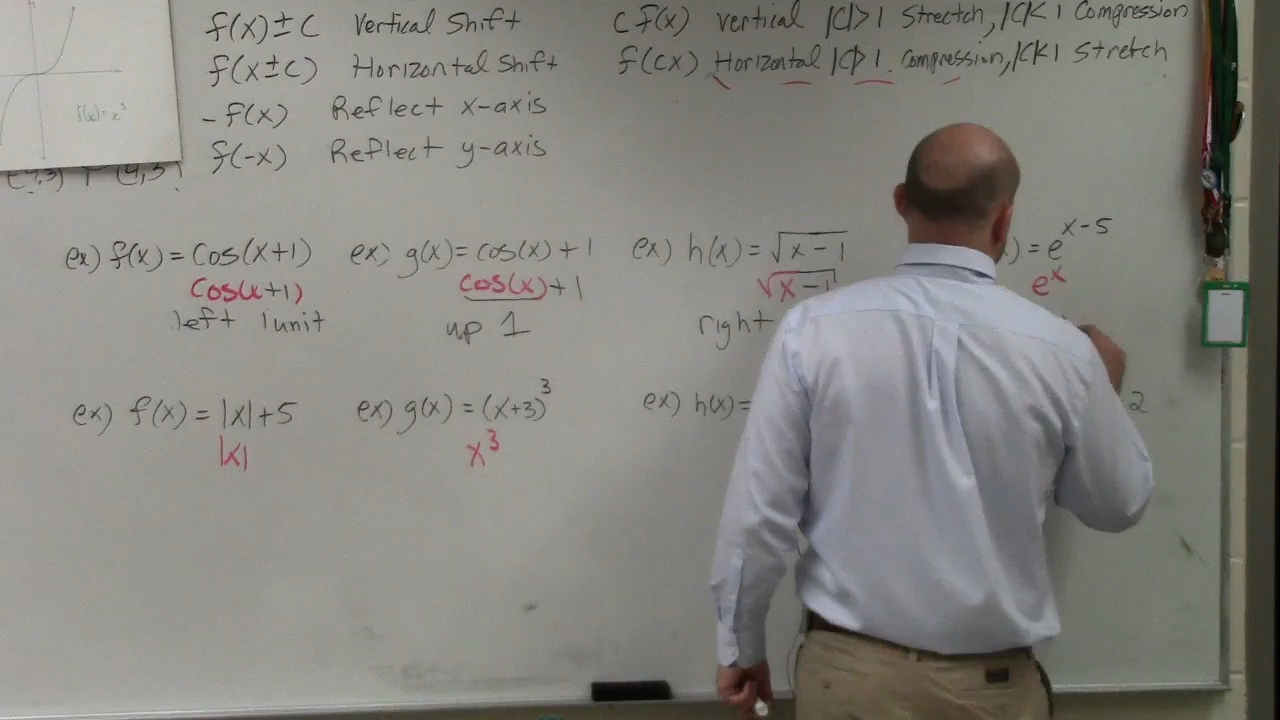 f(x) ± C Vertical Shift
f(x±c) Horizontal Shift
-f(x) Reflect x-axis
f(-x) Reflect y-axis
C f(x) vertical |C|>1 Strectch, |C|<1 Compression
f(cx) Horizontal |C|>1. Compression, |C|<1 Stretch
f(x)=x³
ex) f(x) = Cos(x+1)
Cos(x+1)
left 1unit
ex) g(x) = cos(x) + 1
cos(x)+1
up 1
ex) h(x) = √x-1
√x-1
right
) = e^x-5
e^x
ex) f(x) = |x|+5
|x|
ex) g(x) = (x+3)³
x³
ex) h(x) =
2